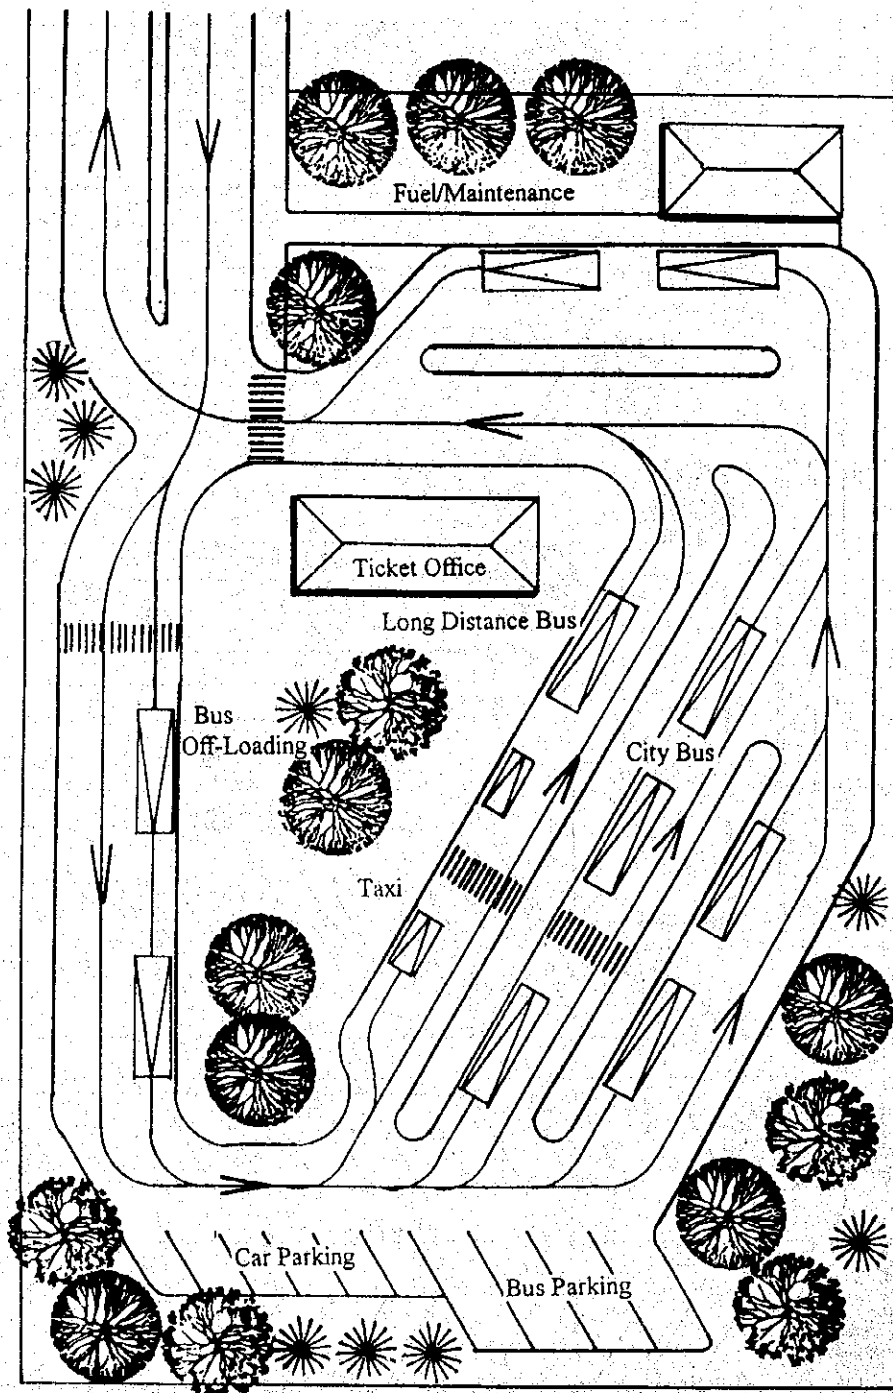 Fuel/Maintenance
Ticket Office
Long Distance Bus
Bus
Off-Loading
City Bus
Taxi
Car Parking
Bus Parking